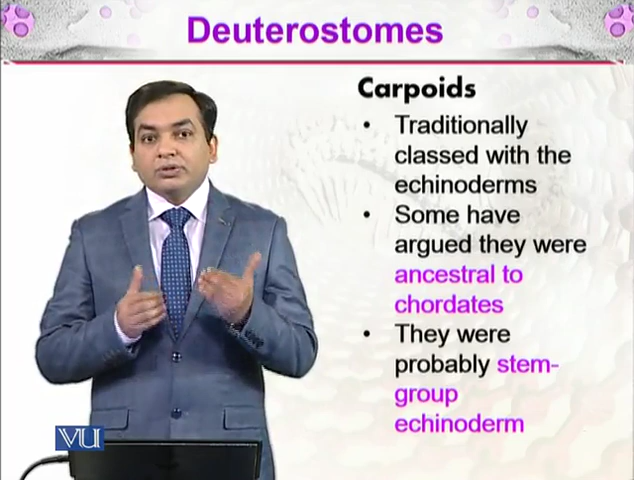 Deuterostomes
Carpoids
• Traditionally
classed with the
echinoderms
• Some have
argued they were
ancestral to
chordates
• They were
probably stem-
group
echinoderm
VU